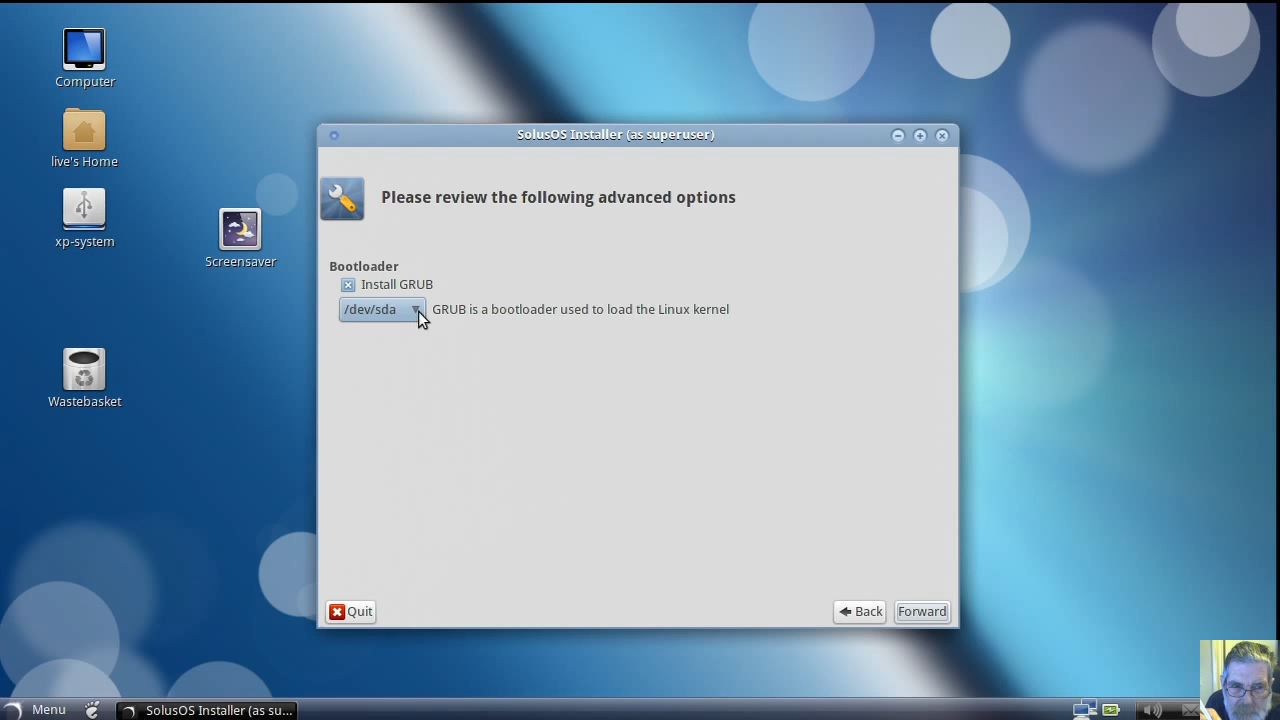 Computer
live's Home
xp-system
Screensaver
Wastebasket
SolusOS Installer (as superuser)
Please review the following advanced options
Bootloader
Install GRUB
/dev/sda
GRUB is a bootloader used to load the Linux kernel
Quit
Back
Forward
Menu
SolusOS Installer (as su...